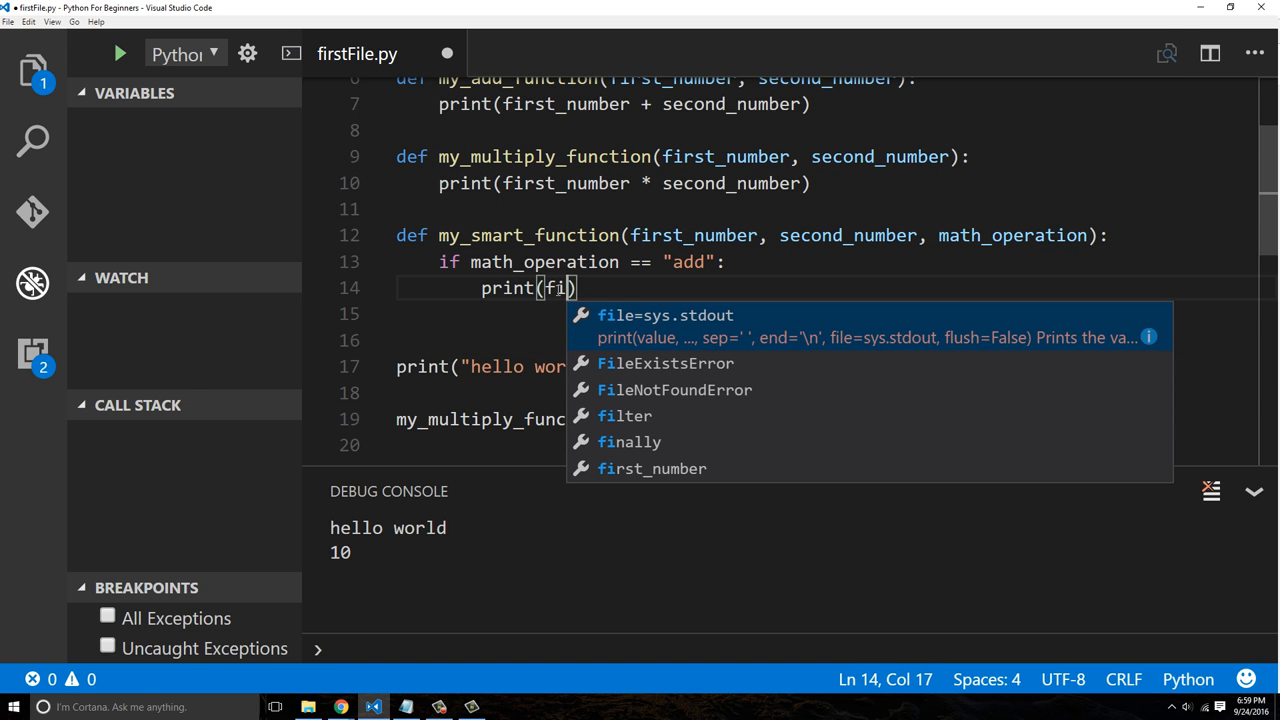 ● firstFile.py - Python For Beginners - Visual Studio Code
File Edit View Go Help
Python
firstFile.py
1
2
VARIABLES
WATCH
CALL STACK
BREAKPOINTS
All Exceptions
Uncaught Exceptions
6 def my_add_function(first_number, second_number):
7 print(first_number + second_number)
8
9 def my_multiply_function(first_number, second_number):
10 print(first_number * second_number)
11
12 def my_smart_function(first_number, second_number, math_operation):
13 if math_operation == "add":
14 print(fi)
15
16
17 print("hello wor
18
19 my_multiply_func
20
file=sys.stdout
print(value, ..., sep=' ', end='\n', file=sys.stdout, flush=False) Prints the va...
FileExistsError
FileNotFoundError
filter
finally
first_number
DEBUG CONSOLE
hello world
10
0 0
Ln 14, Col 17 Spaces: 4 UTF-8 CRLF Python
I'm Cortana. Ask me anything.
6:59 PM
9/24/2016